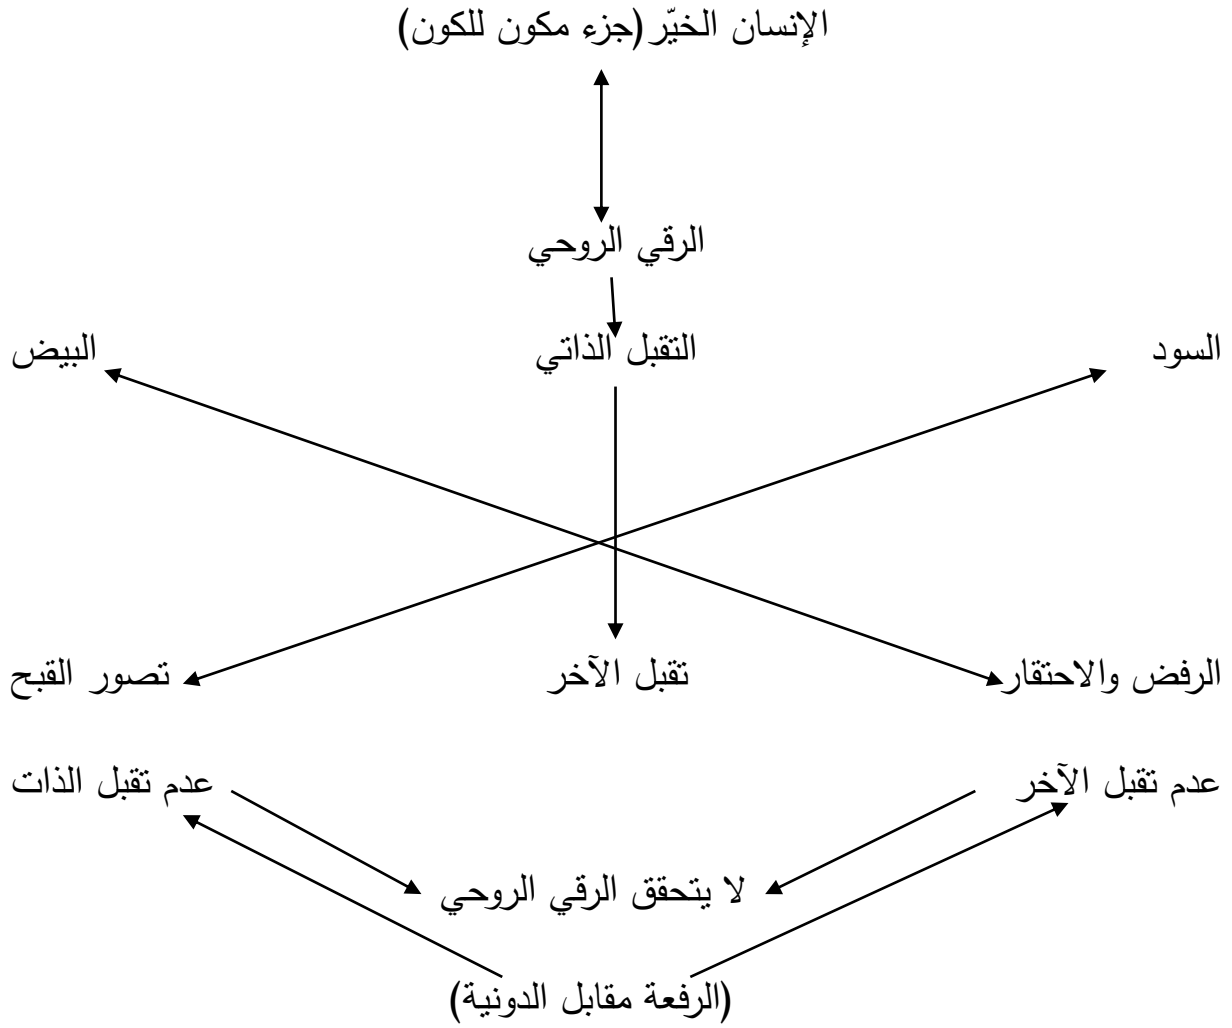 الإنسان الخيّر (جزء مكون للكون)
الرقي الروحي
السود التقبل الذاتي البيض
الرفض والاحتقار تقبل الآخر تصور القبح
عدم تقبل الآخر عدم تقبل الذات
لا يتحقق الرقي الروحي
(الرفعة مقابل الدونية)